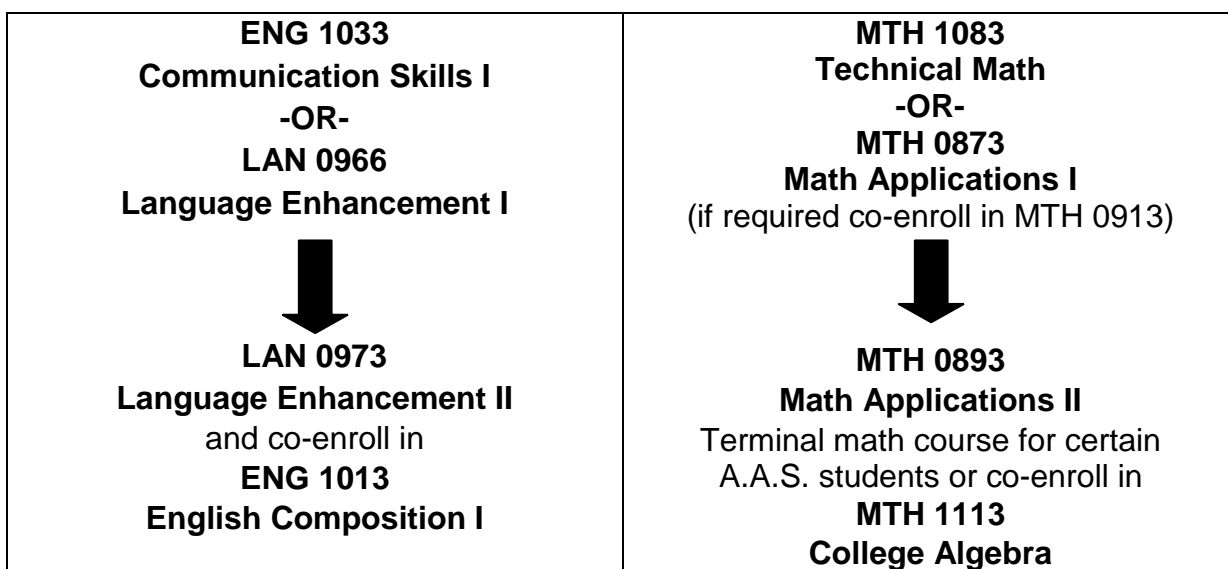 ENG 1033
Communication Skills I
-OR-
LAN 0966
Language Enhancement I
LAN 0973
Language Enhancement II
and co-enroll in
ENG 1013
English Composition I
MTH 1083
Technical Math
-OR-
MTH 0873
Math Applications I
(if required co-enroll in MTH 0913)
MTH 0893
Math Applications II
Terminal math course for certain
A.A.S. students or co-enroll in
MTH 1113
College Algebra